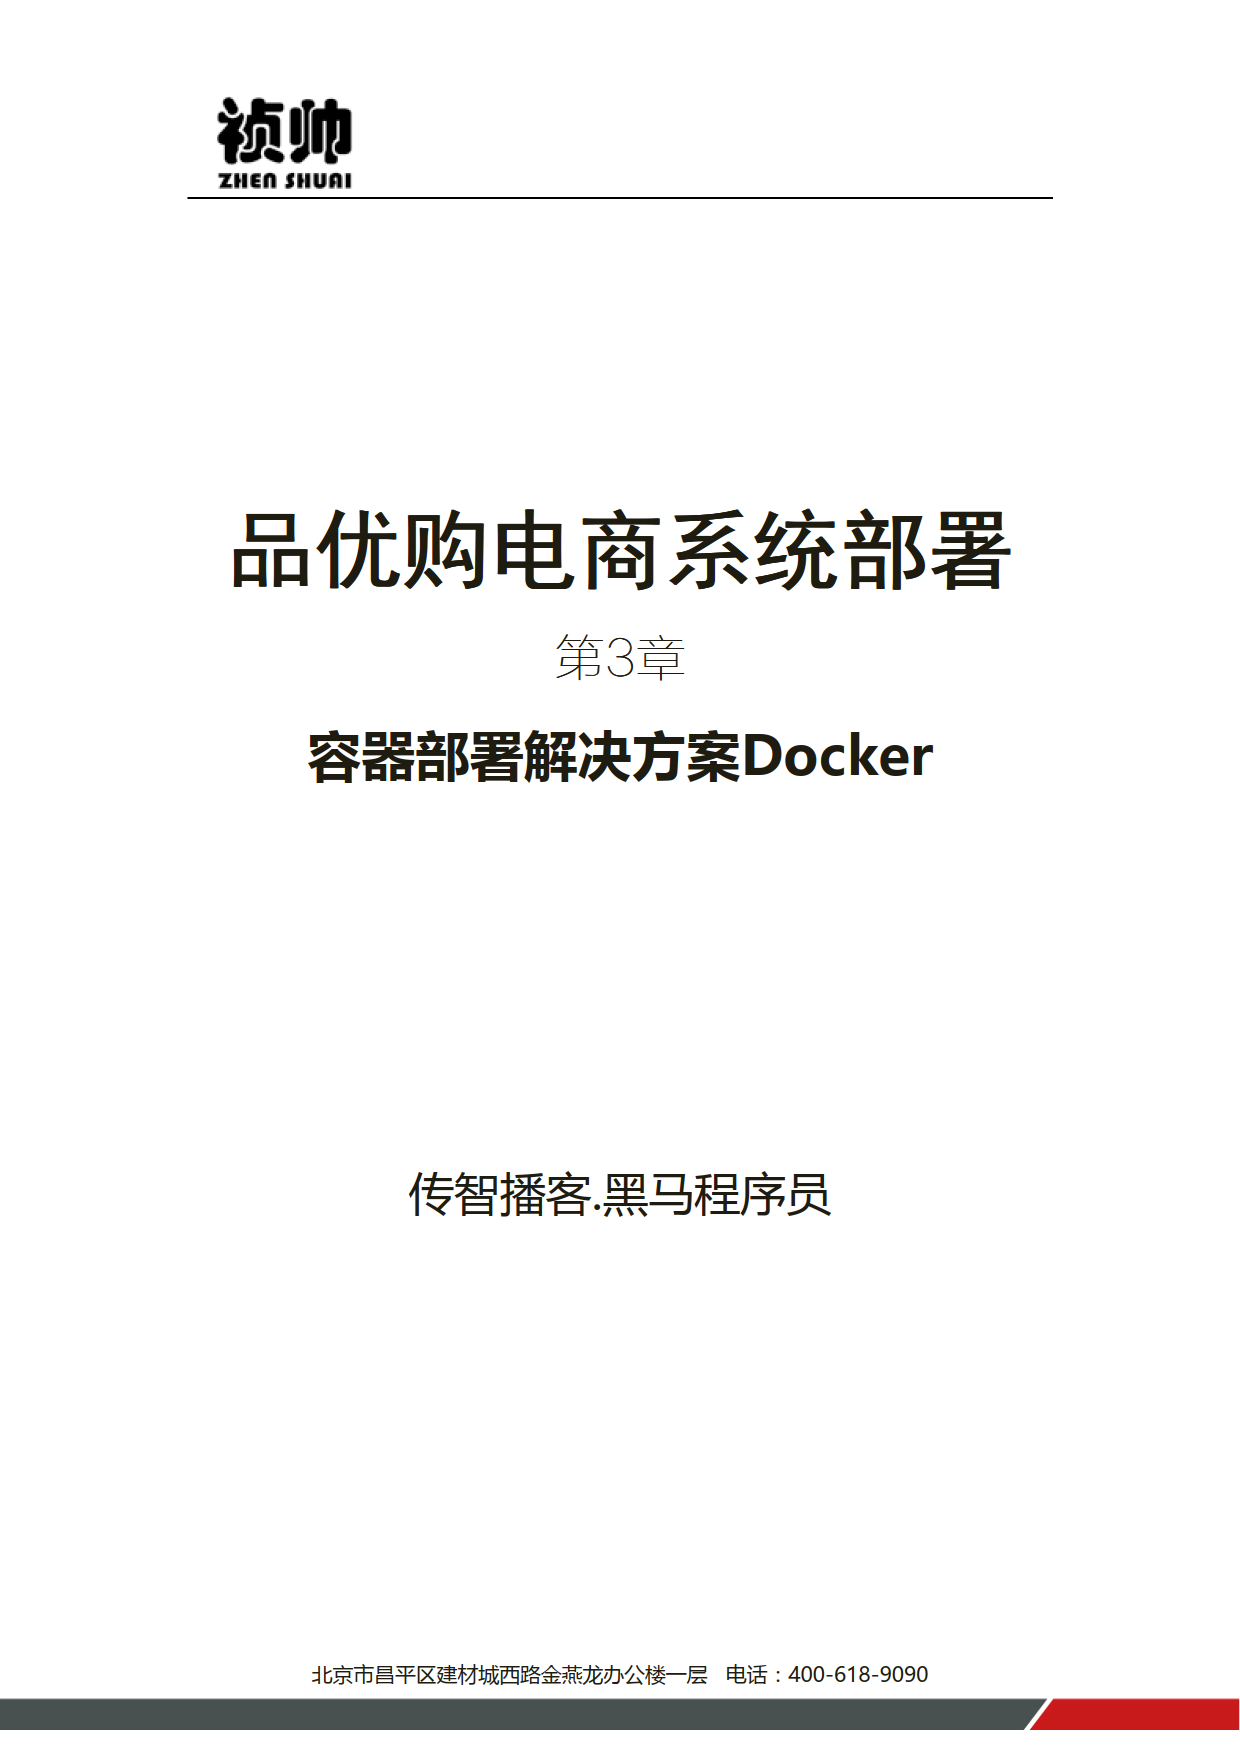 祯帅
ZHEN SHUAI
品优购电商系统部署
第3章
容器部署解决方案Docker
传智播客.黑马程序员
北京市昌平区建材城西路金燕龙办公楼一层 电话：400-618-9090